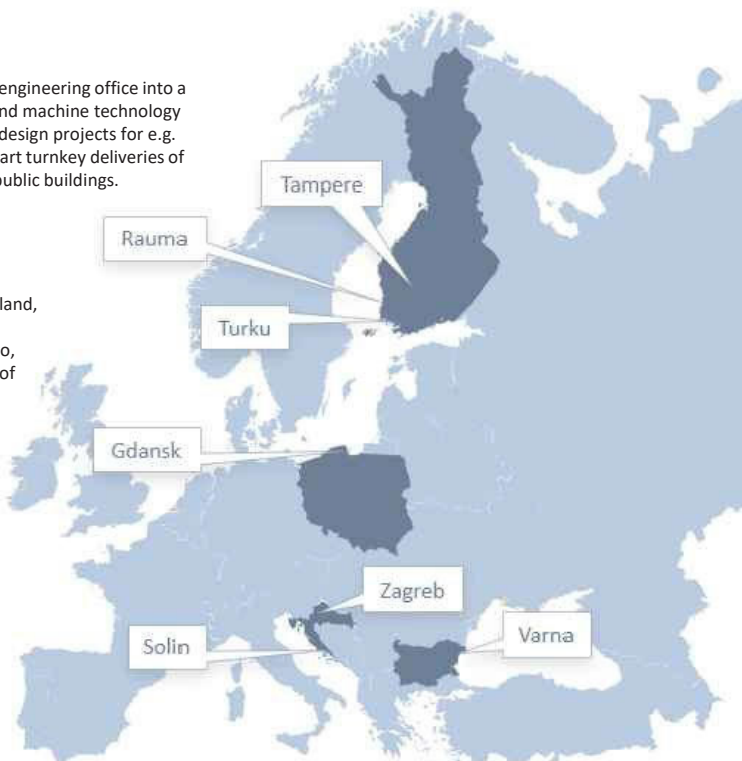 engineering office into a
nd machine technology
design projects for e.g.
art turnkey deliveries of
public buildings.
land,
o,
of
Tampere
Rauma
Turku
Gdansk
Zagreb
Solin
Varna